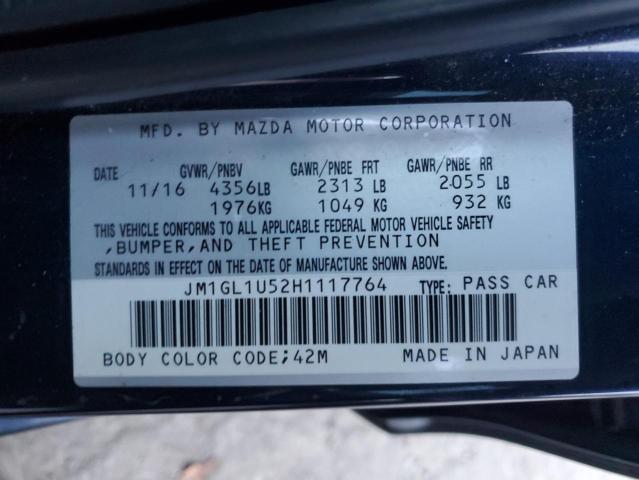 MFD. BY MAZDA MOTOR CORPORATION
DATE GVWR/PNBV GAWR/PNBE FRT GAWR/PNBE RR
11/16 4356LB 2313 LB 2055 LB
1976KG 1049 KG 932 KG
THIS VEHICLE CONFORMS TO ALL APPLICABLE FEDERAL MOTOR VEHICLE SAFETY
,BUMPER,AND THEFT PREVENTION
STANDARDS IN EFFECT ON THE DATE OF MANUFACTURE SHOWN ABOVE.
JM1GL1U52H1117764 TYPE: PASS CAR
BODY COLOR CODE;42M MADE IN JAPAN